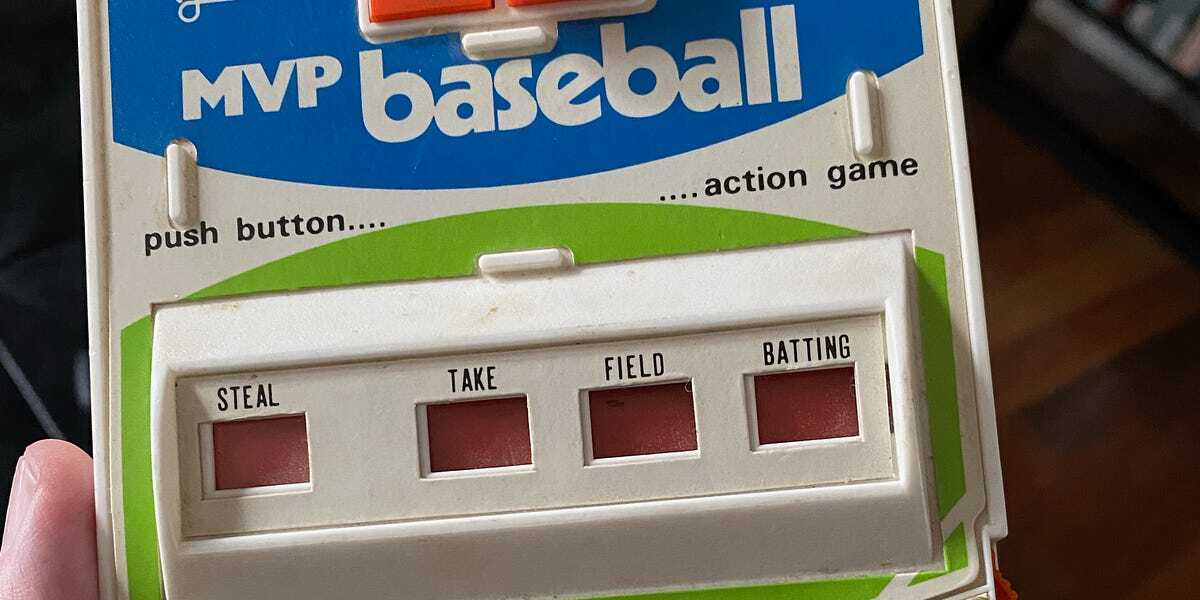 MVP baseball
push button....
....action game
STEAL
TAKE
FIELD
BATTING